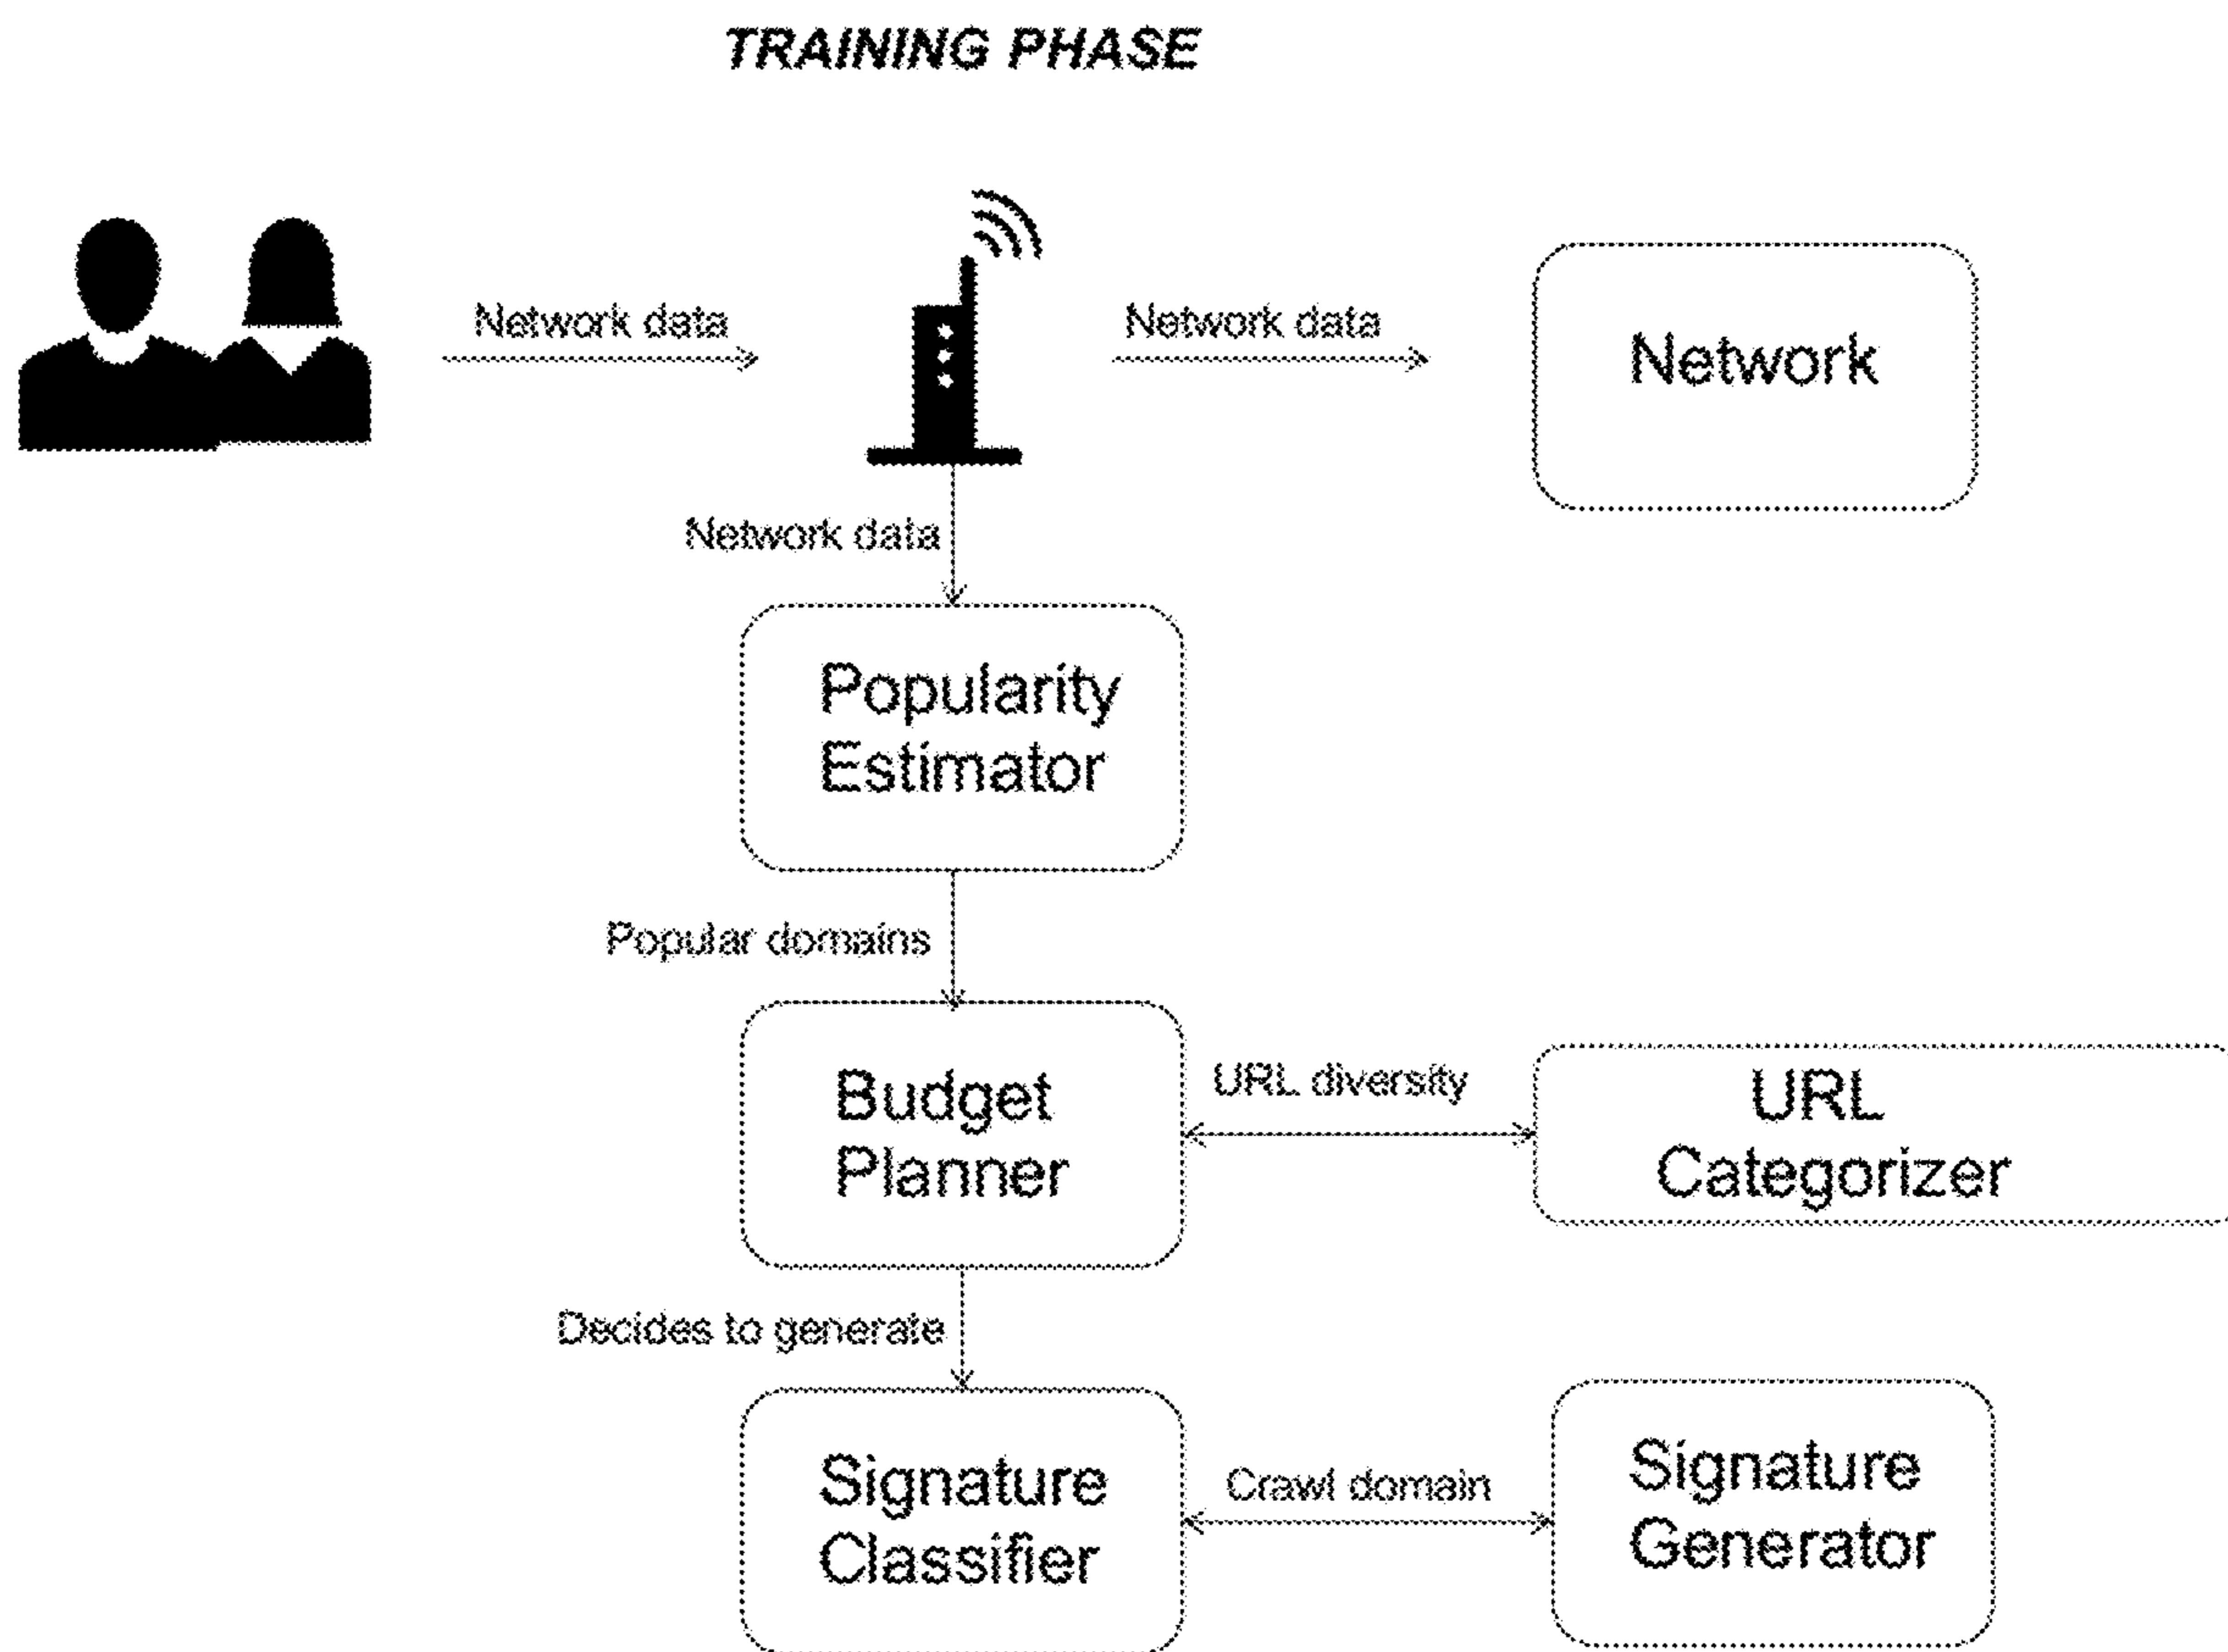 TRAINING PHASE
Network data
Network data
Network
Network data
Popularity
Estimator
Popular domains
Budget
Planner
URL diversity
URL
Categorizer
Decides to generate
Signature
Classifier
Crawl domain
Signature
Generator